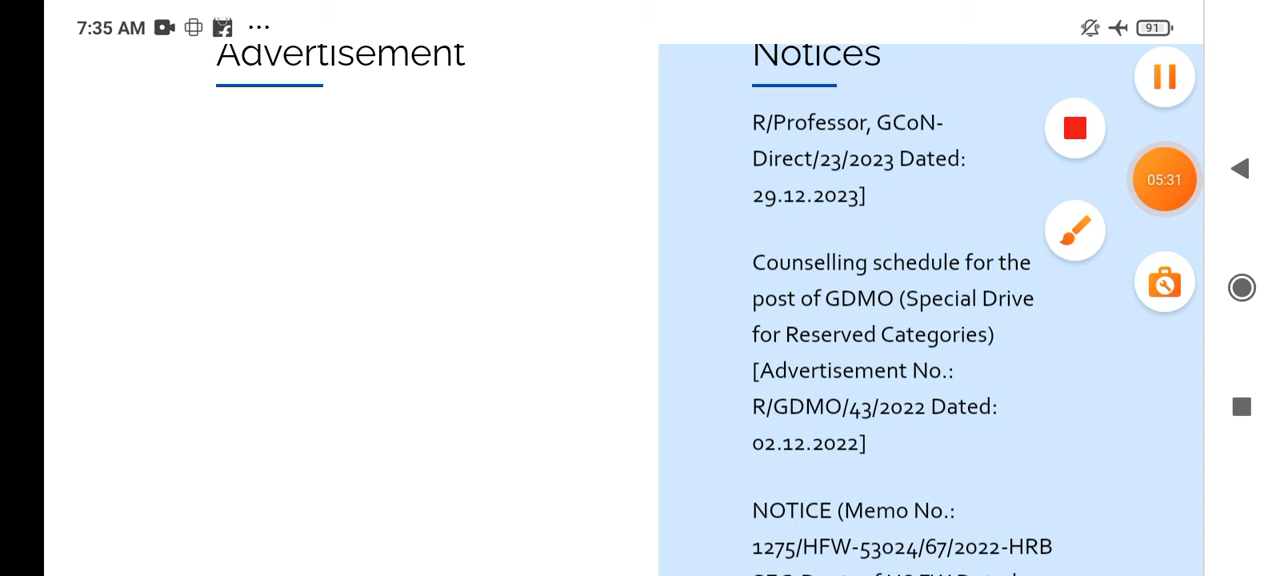 7:35 AM
91
Advertisement
Notices
R/Professor, GCoN-
Direct/23/2023 Dated:
29.12.2023]
05:31
Counselling schedule for the
post of GDMO (Special Drive
for Reserved Categories)
[Advertisement No.:
R/GDMO/43/2022 Dated:
02.12.2022]
NOTICE (Memo No.:
1275/HFW-53024/67/2022-HRB